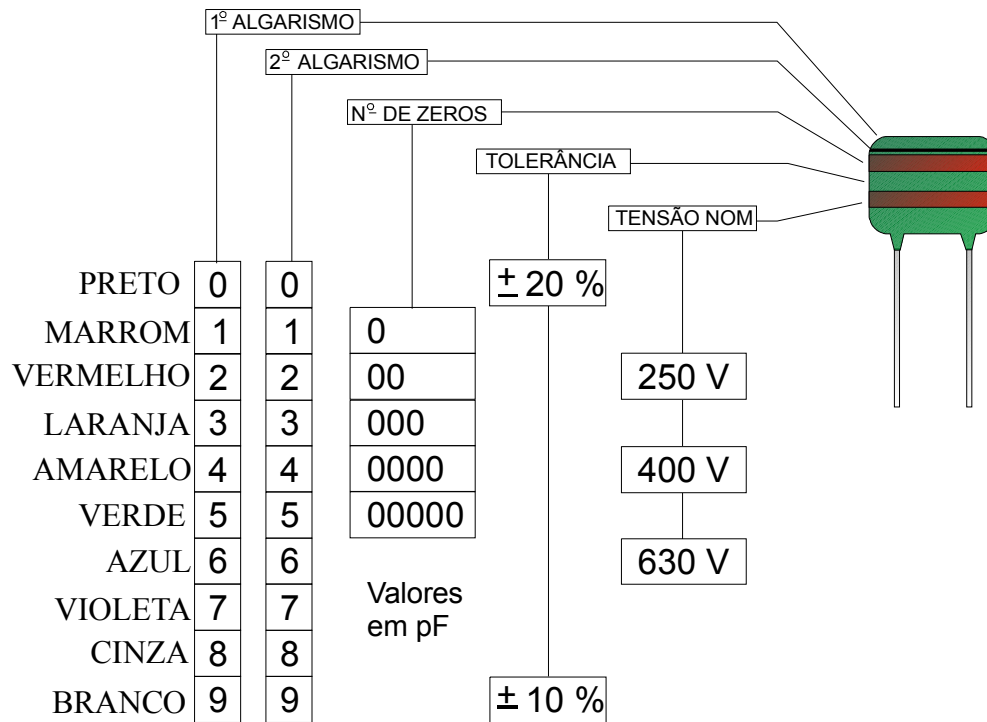 1º ALGARISMO
2º ALGARISMO
Nº DE ZEROS
TOLERÂNCIA
TENSÃO NOM
PRETO 0 0 ± 20 %
MARROM 1 1 0
VERMELHO 2 2 00 250 V
LARANJA 3 3 000
AMARELO 4 4 0000 400 V
VERDE 5 5 00000
AZUL 6 6 630 V
VIOLETA 7 7
CINZA 8 8
BRANCO 9 9 ± 10 %
Valores
em pF